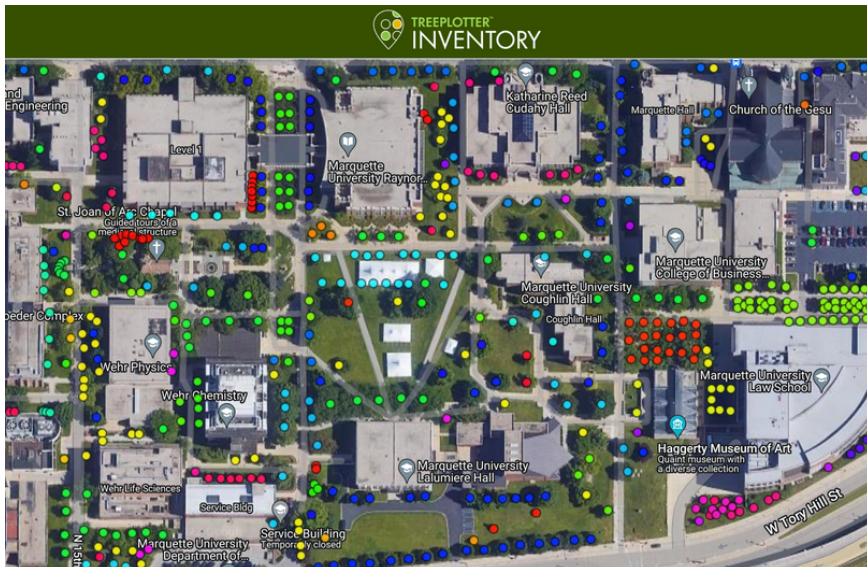 TREEPLOTTER™
INVENTORY
and
Engineering
Level 1
Marquette
University Raynor...
Katharine Reed
Cudahy Hall
Marquette Hall
Church of the Gesu
St. Joan of Arc Chapel
Guided tours of a
medieval structure
Marquette University
College of Business...
Marquette University
Coughlin Hall
Coughlin Hall
oeder Complex
Wehr Physics
Wehr Chemistry
Marquette University
Law School
Haggerty Museum of Art
Quaint museum with
a diverse collection
Marquette University
Lalumiere Hall
Wehr Life Sciences
Service Bldg
Service Building
Temporarily closed
W Tory Hill St
N 15th
Marquette University
Department of...